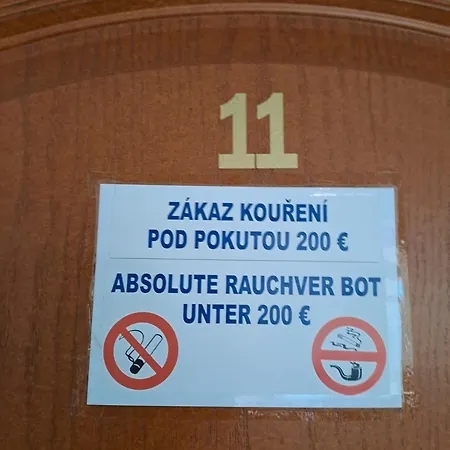 11
ZÁKAZ KOUŘENÍ
POD POKUTOU 200 €
ABSOLUTE RAUCHVER BOT
UNTER 200 €